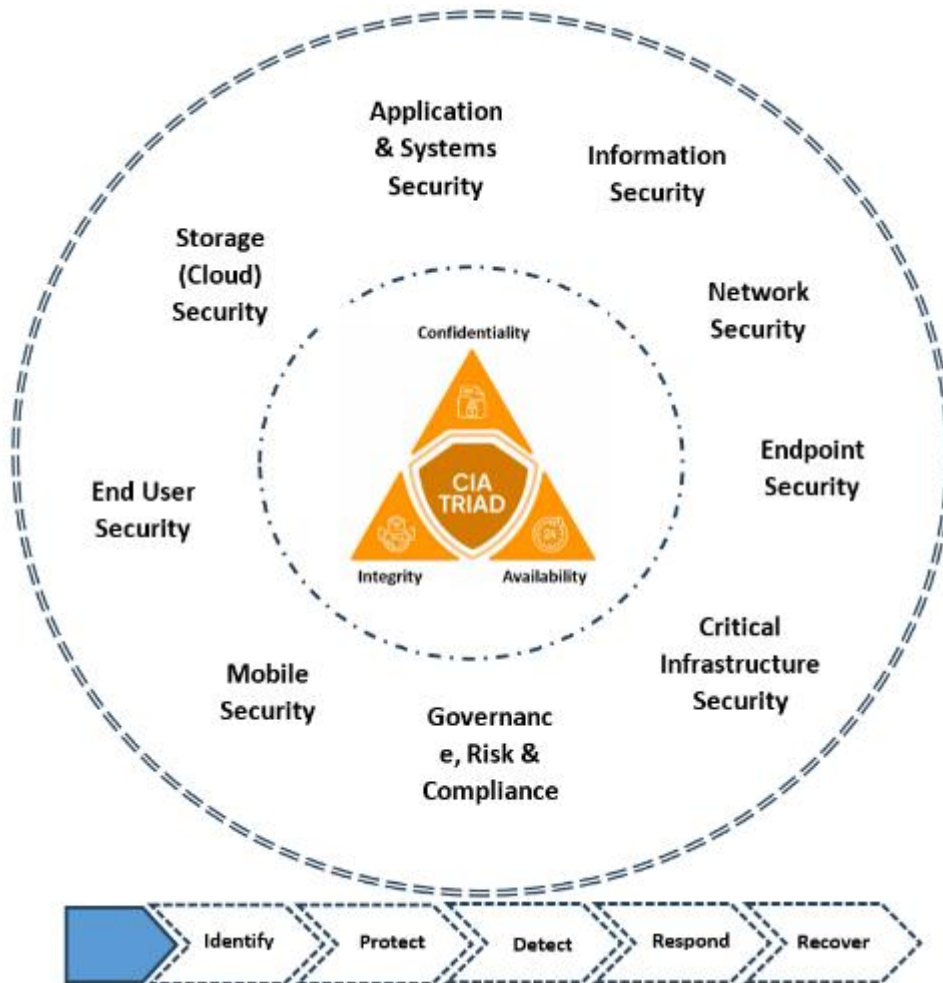 Application
& Systems
Security
Information
Security
Storage
(Cloud)
Security
Network
Security
Confidentiality
CIA
TRIAD
Integrity
Availability
24
End User
Security
Endpoint
Security
Critical
Infrastructure
Security
Mobile
Security
Governanc
e, Risk &
Compliance
Identify
Protect
Detect
Respond
Recover